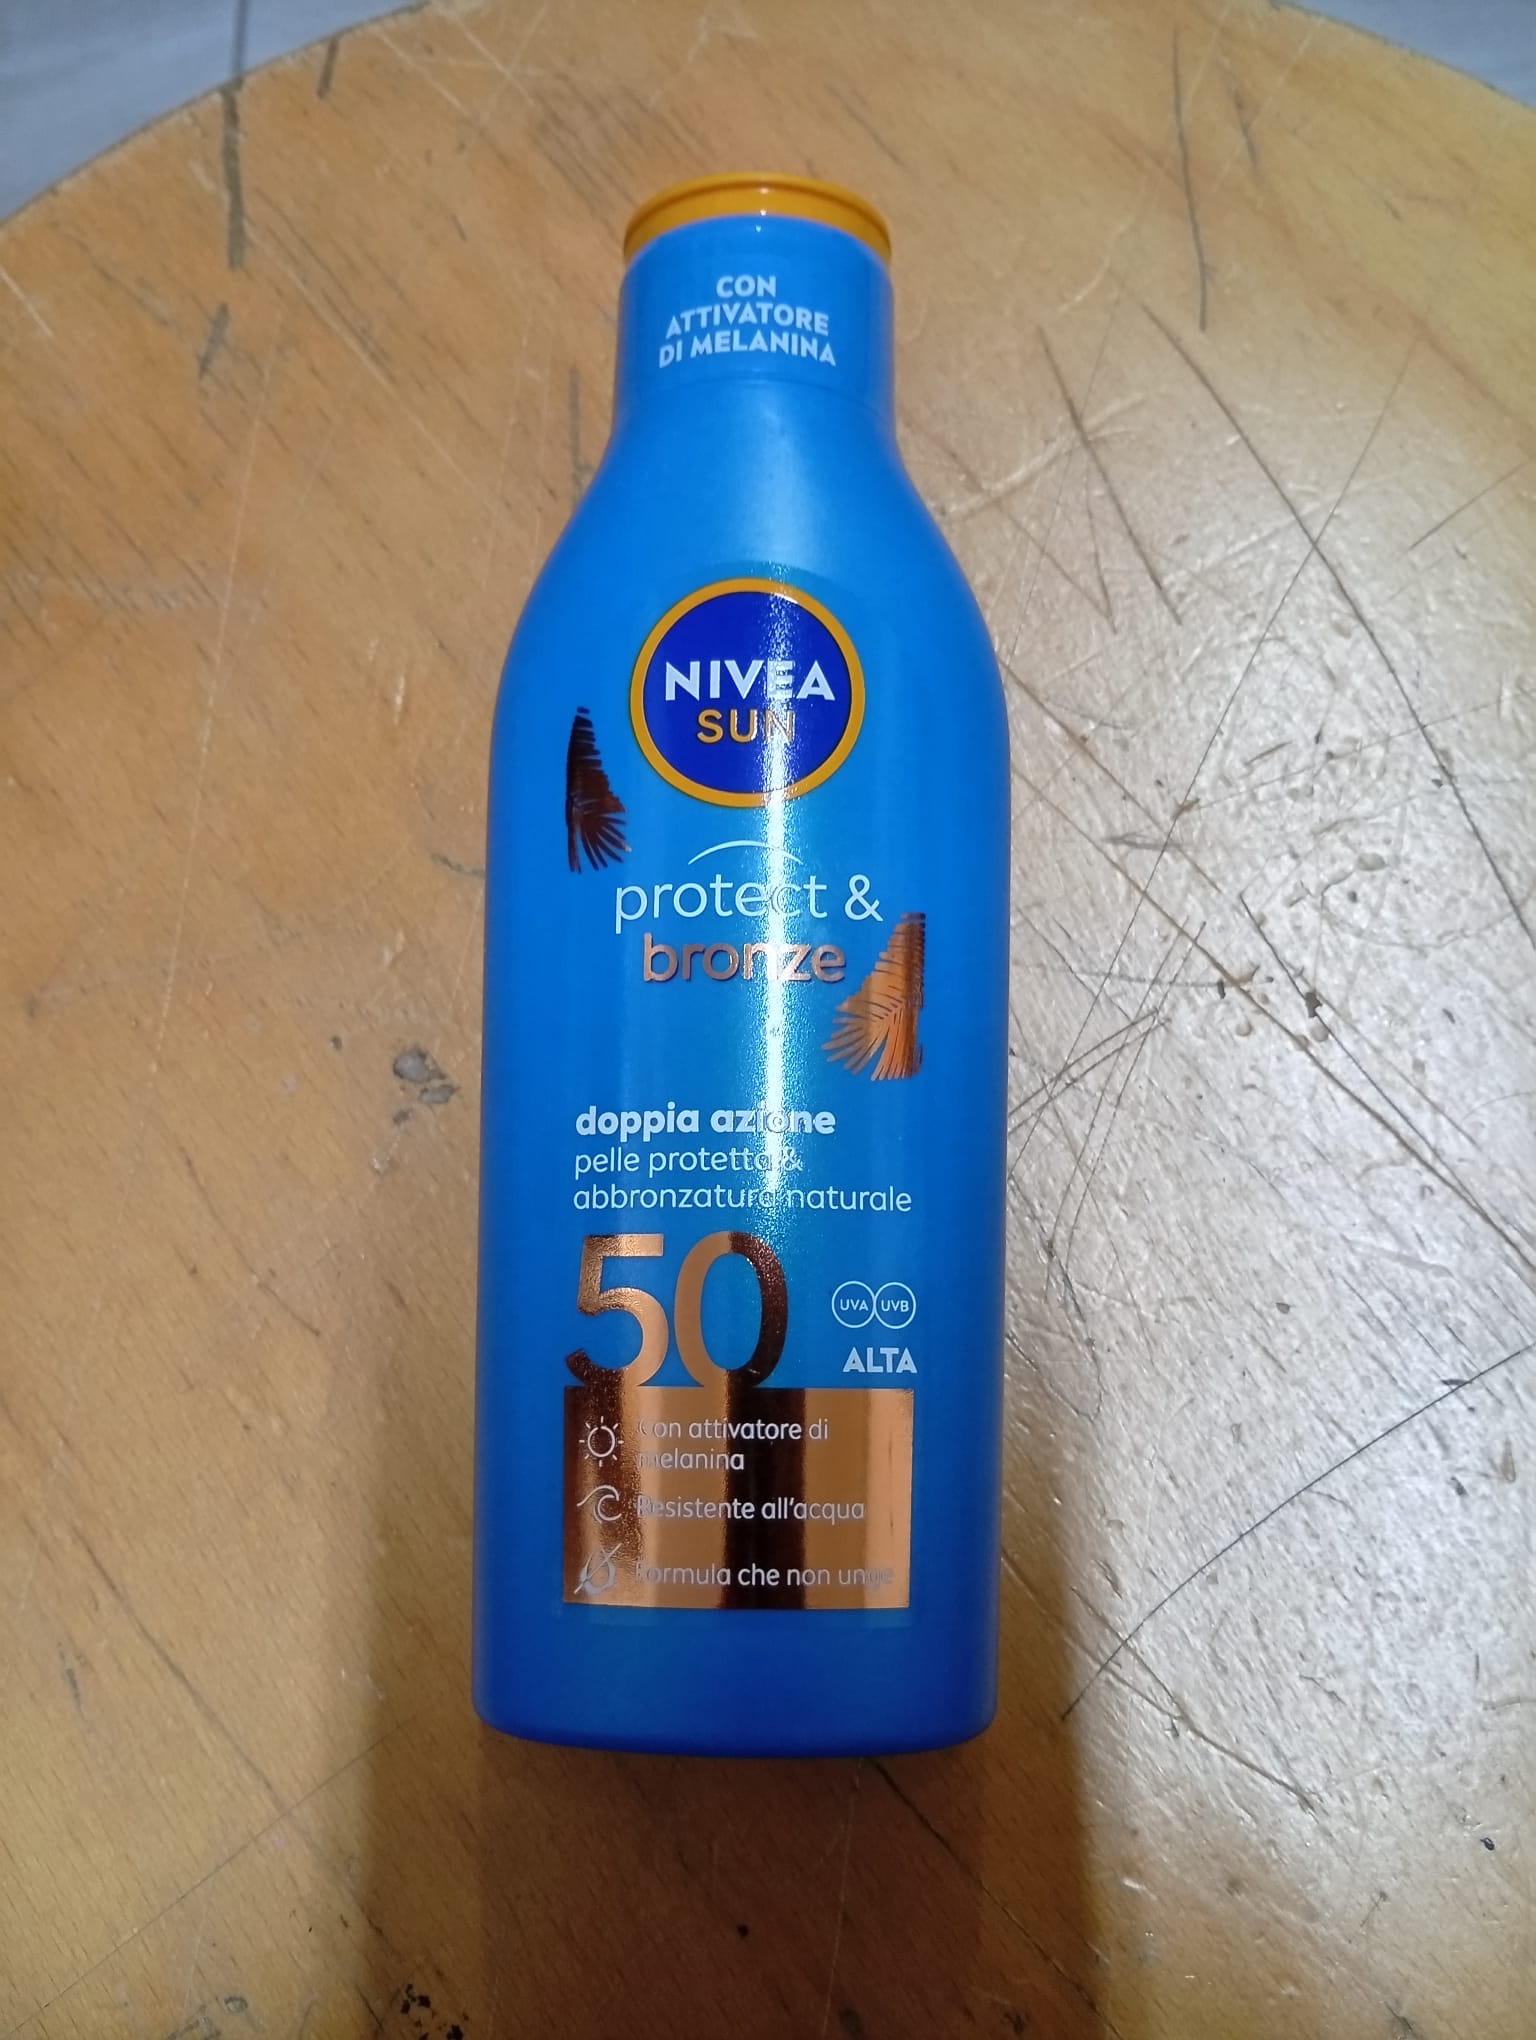 CON
ATTIVATORE
DI MELANINA
NIVEA
SUN
protect &
bronze
doppia azione
pelle protetta &
abbronzatura naturale
50
UVA UVB
ALTA
Con attivatore di
melanina
Resistente all'acqua
Formula che non unge